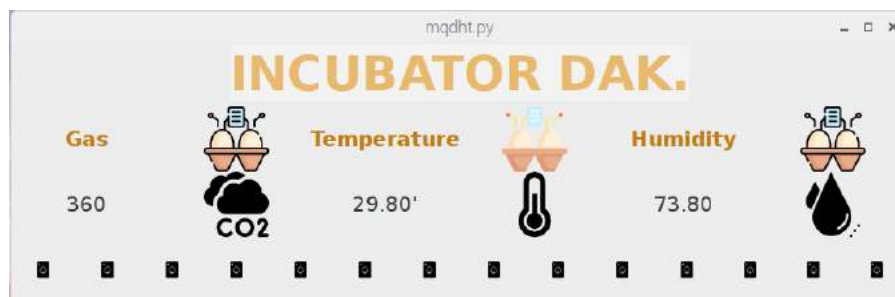 mqdht.py
INCUBATOR DAK.
Gas Temperature Humidity
360 29.80' 73.80
CO2